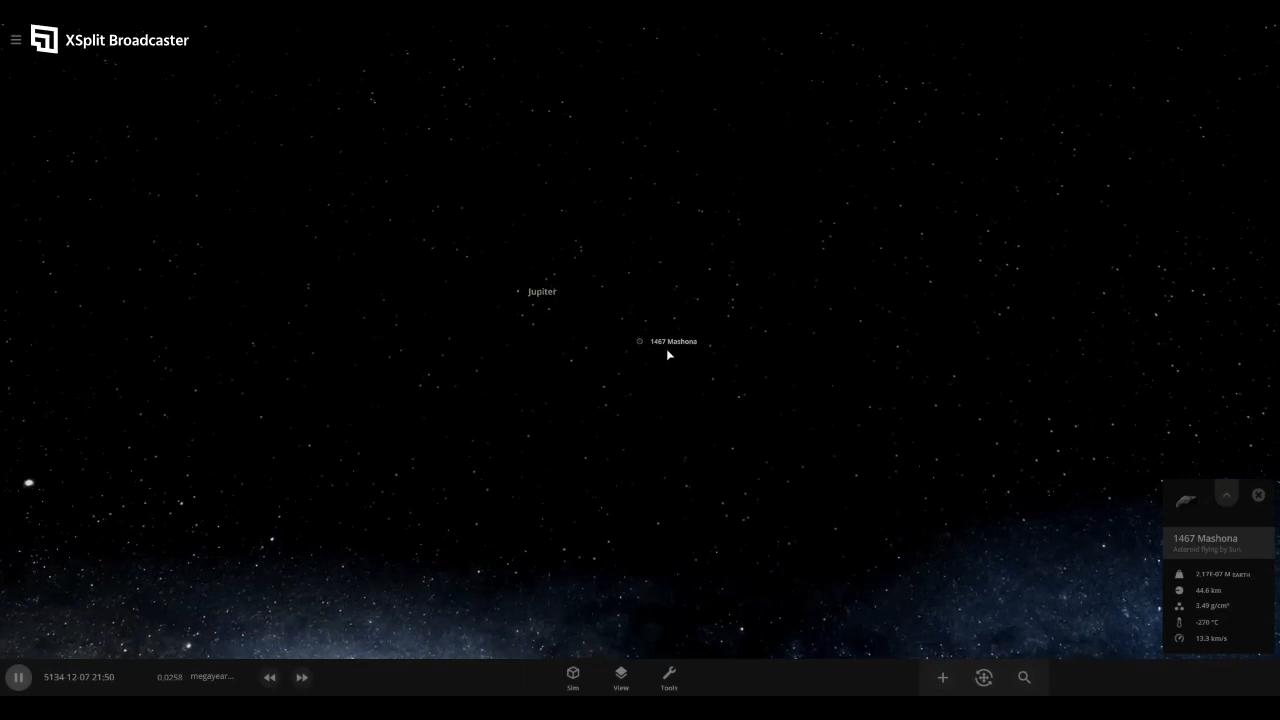 XSplit Broadcaster
Jupiter
1467 Mashona
1467 Mashona
Asteroid flying by Sun
2,17E-07 M EARTH
44.6 km
3.49 g/cm³
-270 °C
13.3 km/s
5134-12-07 21:50
0,0258 megayear...
Sim
View
Tools